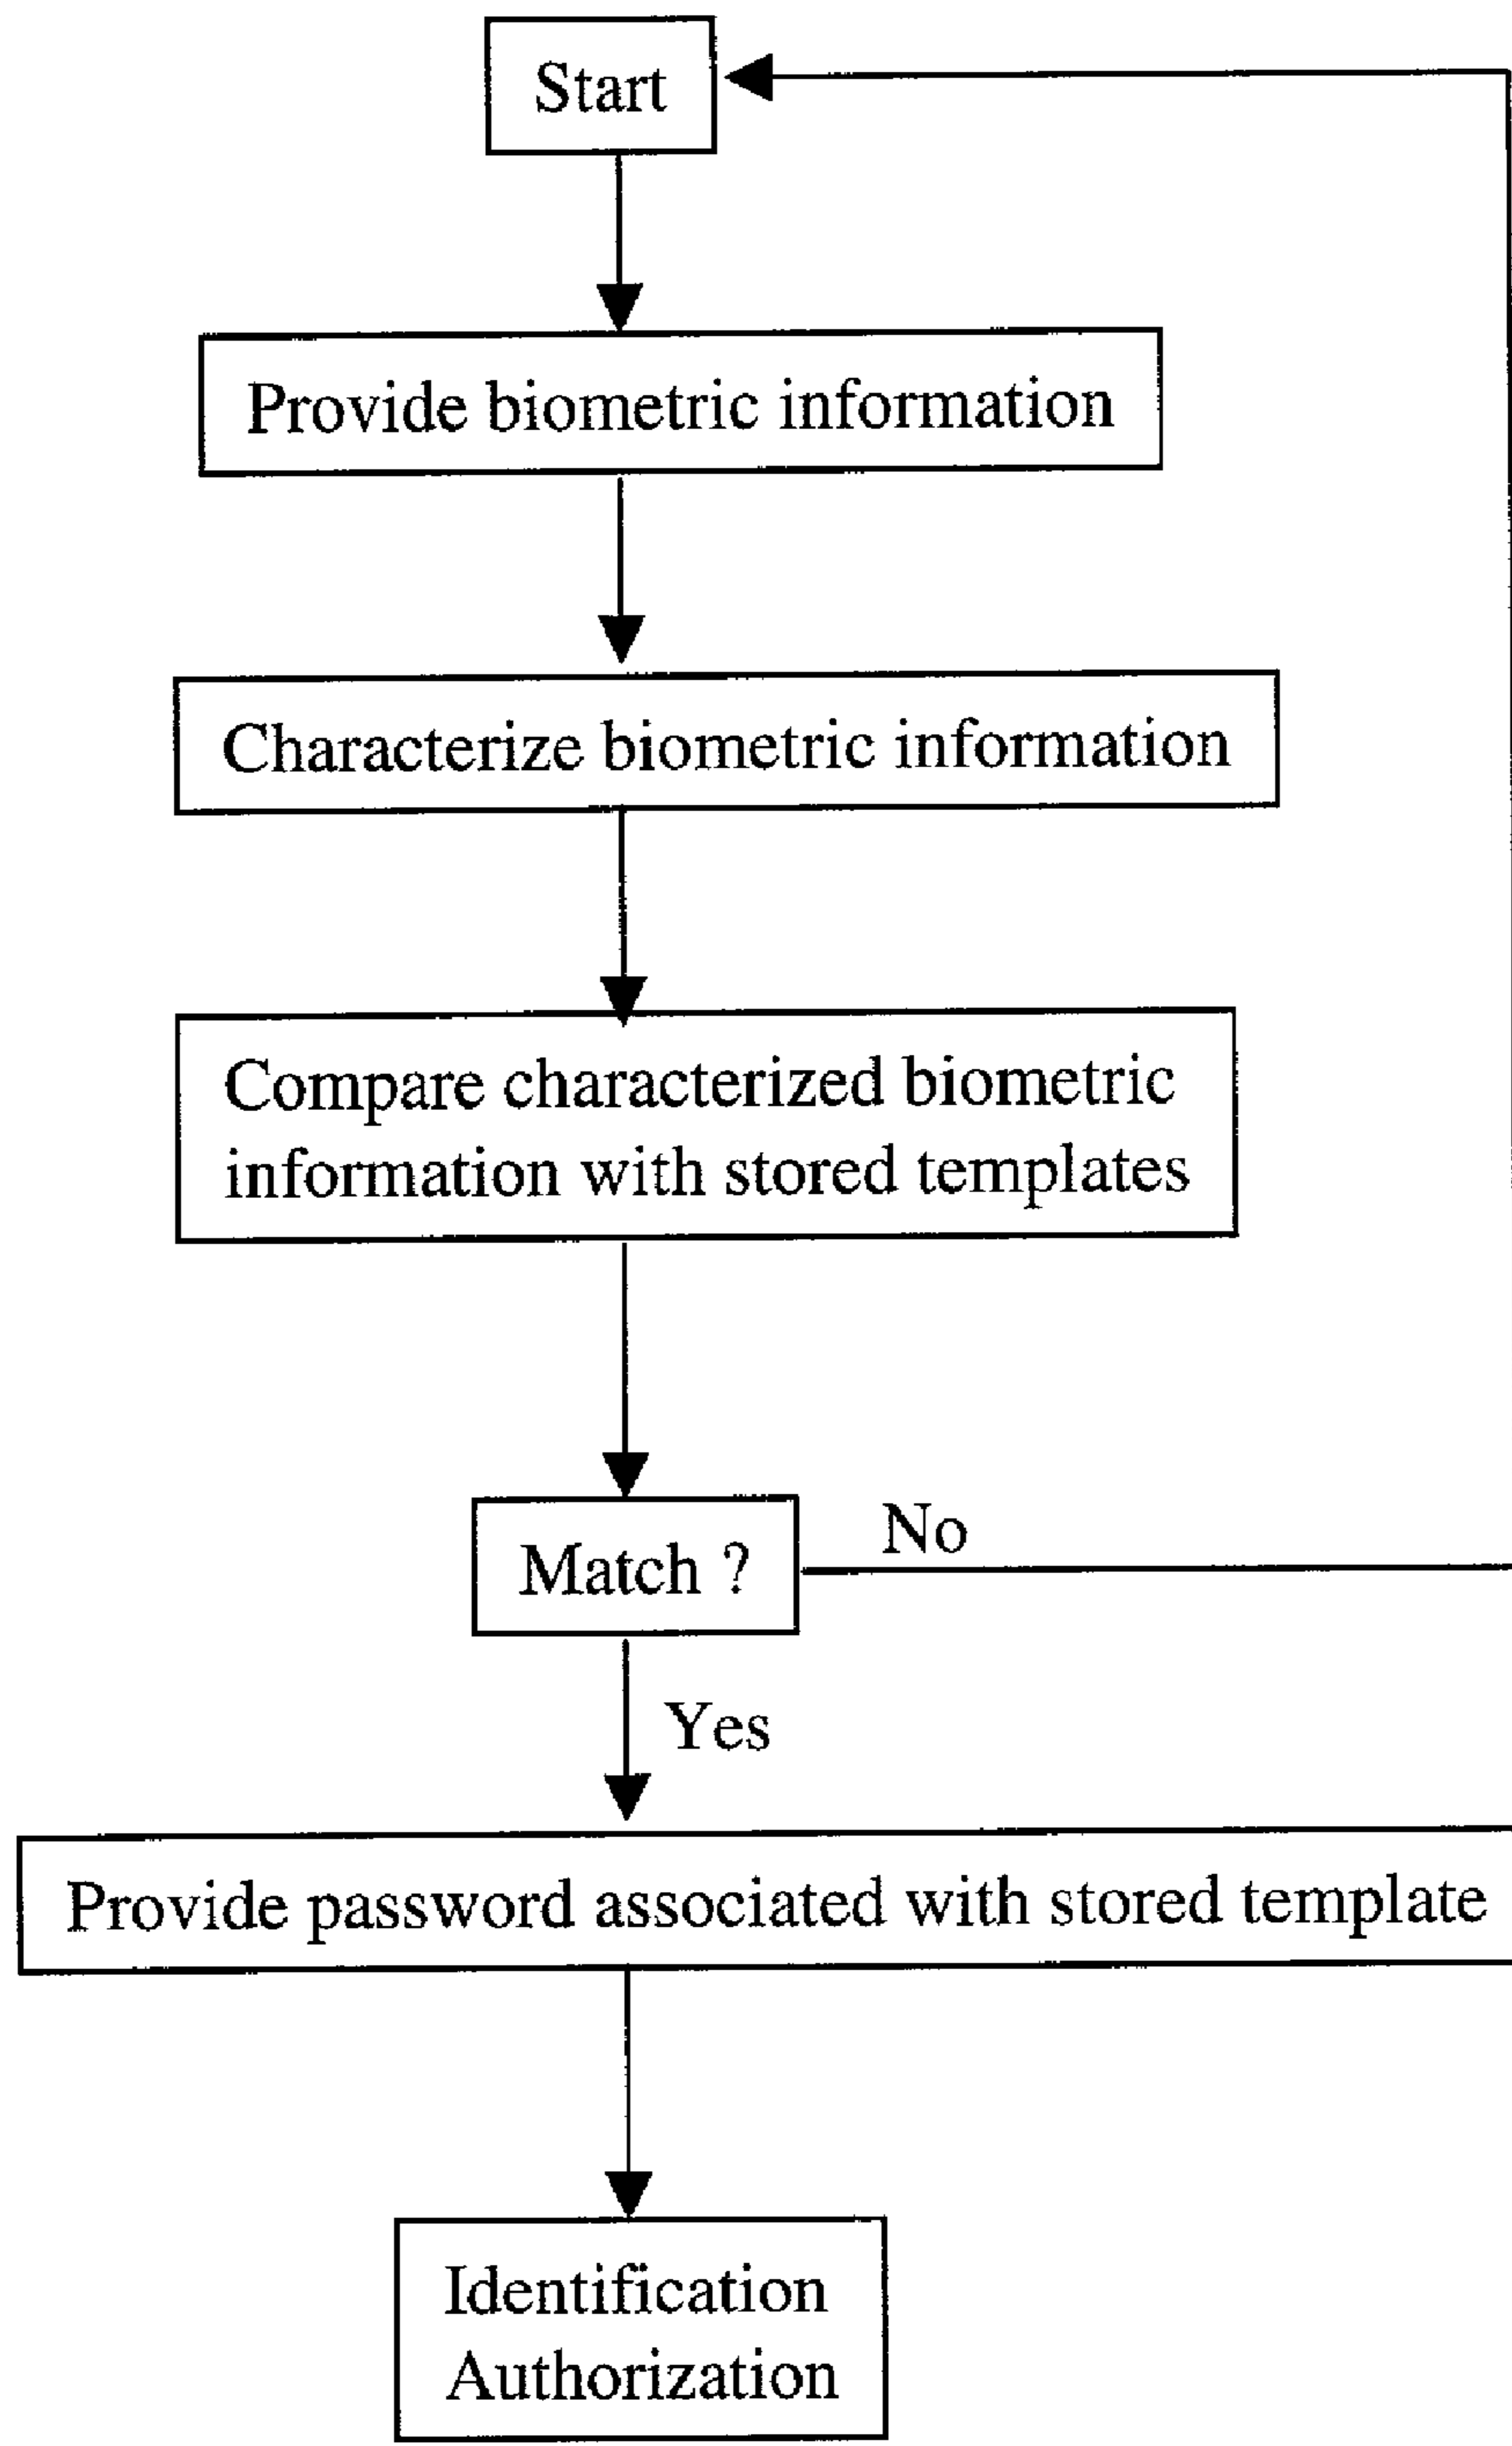 Start
Provide biometric information
Characterize biometric information
Compare characterized biometric
information with stored templates
Match ?
No
Yes
Provide password associated with stored template
Identification
Authorization